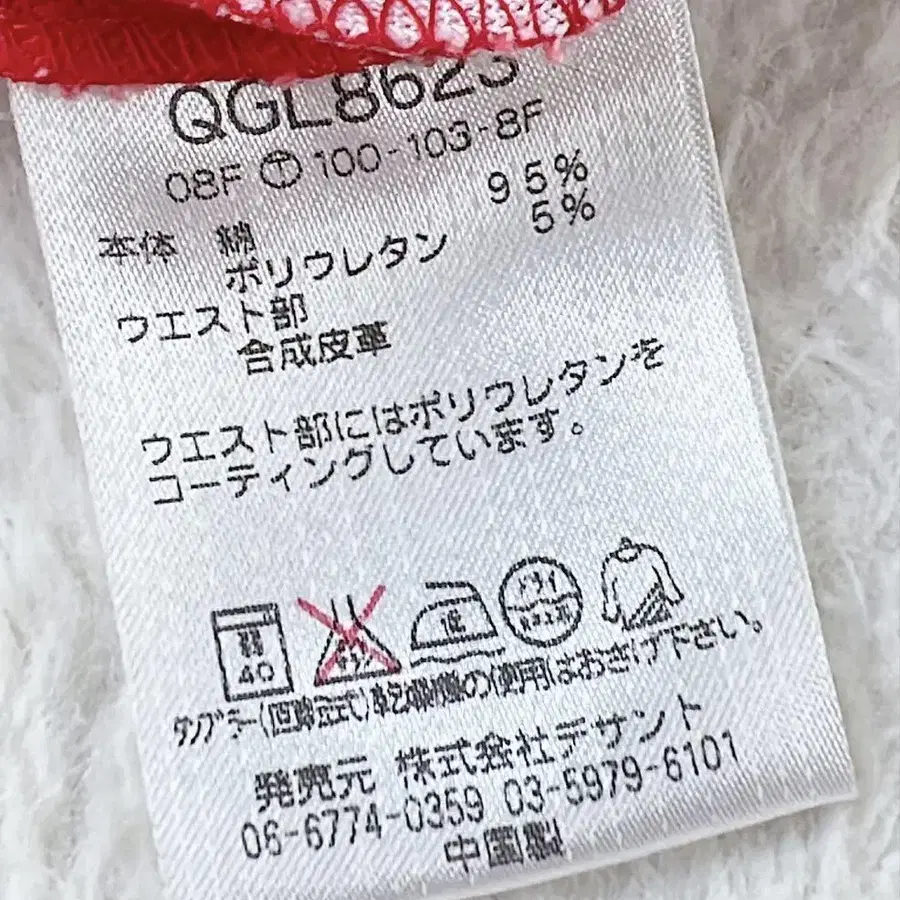 QGL8623
08F Ⓣ 100-103-8F
本体 綿 95%
ポリウレタン 5%
ウエスト部
合成皮革
ウエスト部にはポリウレタンを
コーティングしています。
弱 40 低 ドライ
タンブラー(回転式)乾燥機の使用はおさけ下さい。
発売元 株式会社デサント
06-6774-0359 03-5979-6101
中国製